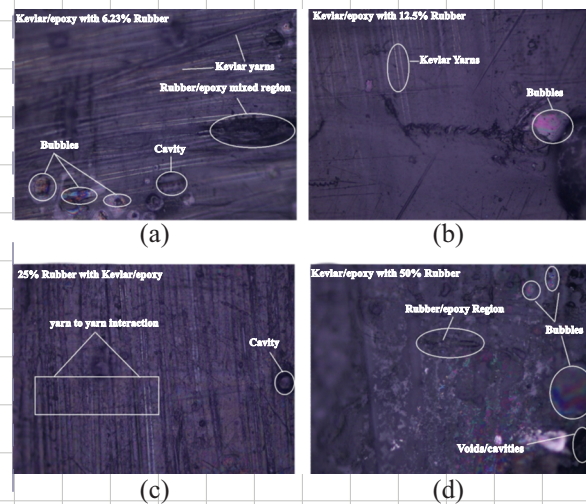 Kevlar/epoxy with 6.23% Rubber
Kevlar yarns
Rubber/epoxy mixed region
Bubbles
Cavity
(a)
Kevlar/epoxy with 12.5% Rubber
Kevlar Yarns
Bubbles
(b)
25% Rubber with Kevlar/epoxy
yarn to yarn interaction
Cavity
(c)
Kevlar/epoxy with 50% Rubber
Rubber/epoxy Region
Bubbles
Voids/cavities
(d)